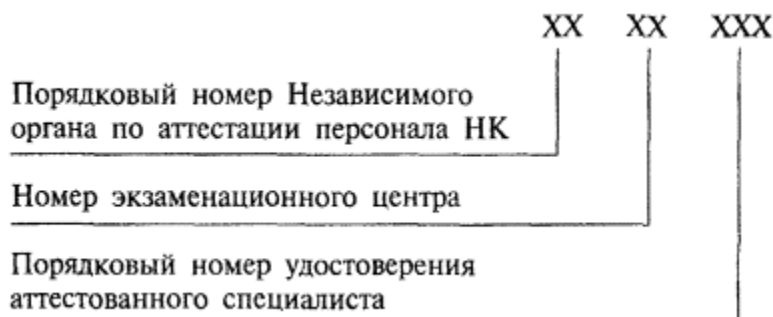 XX XX XXX
Порядковый номер Независимого
органа по аттестации персонала НК
Номер экзаменационного центра
Порядковый номер удостоверения
аттестованного специалиста